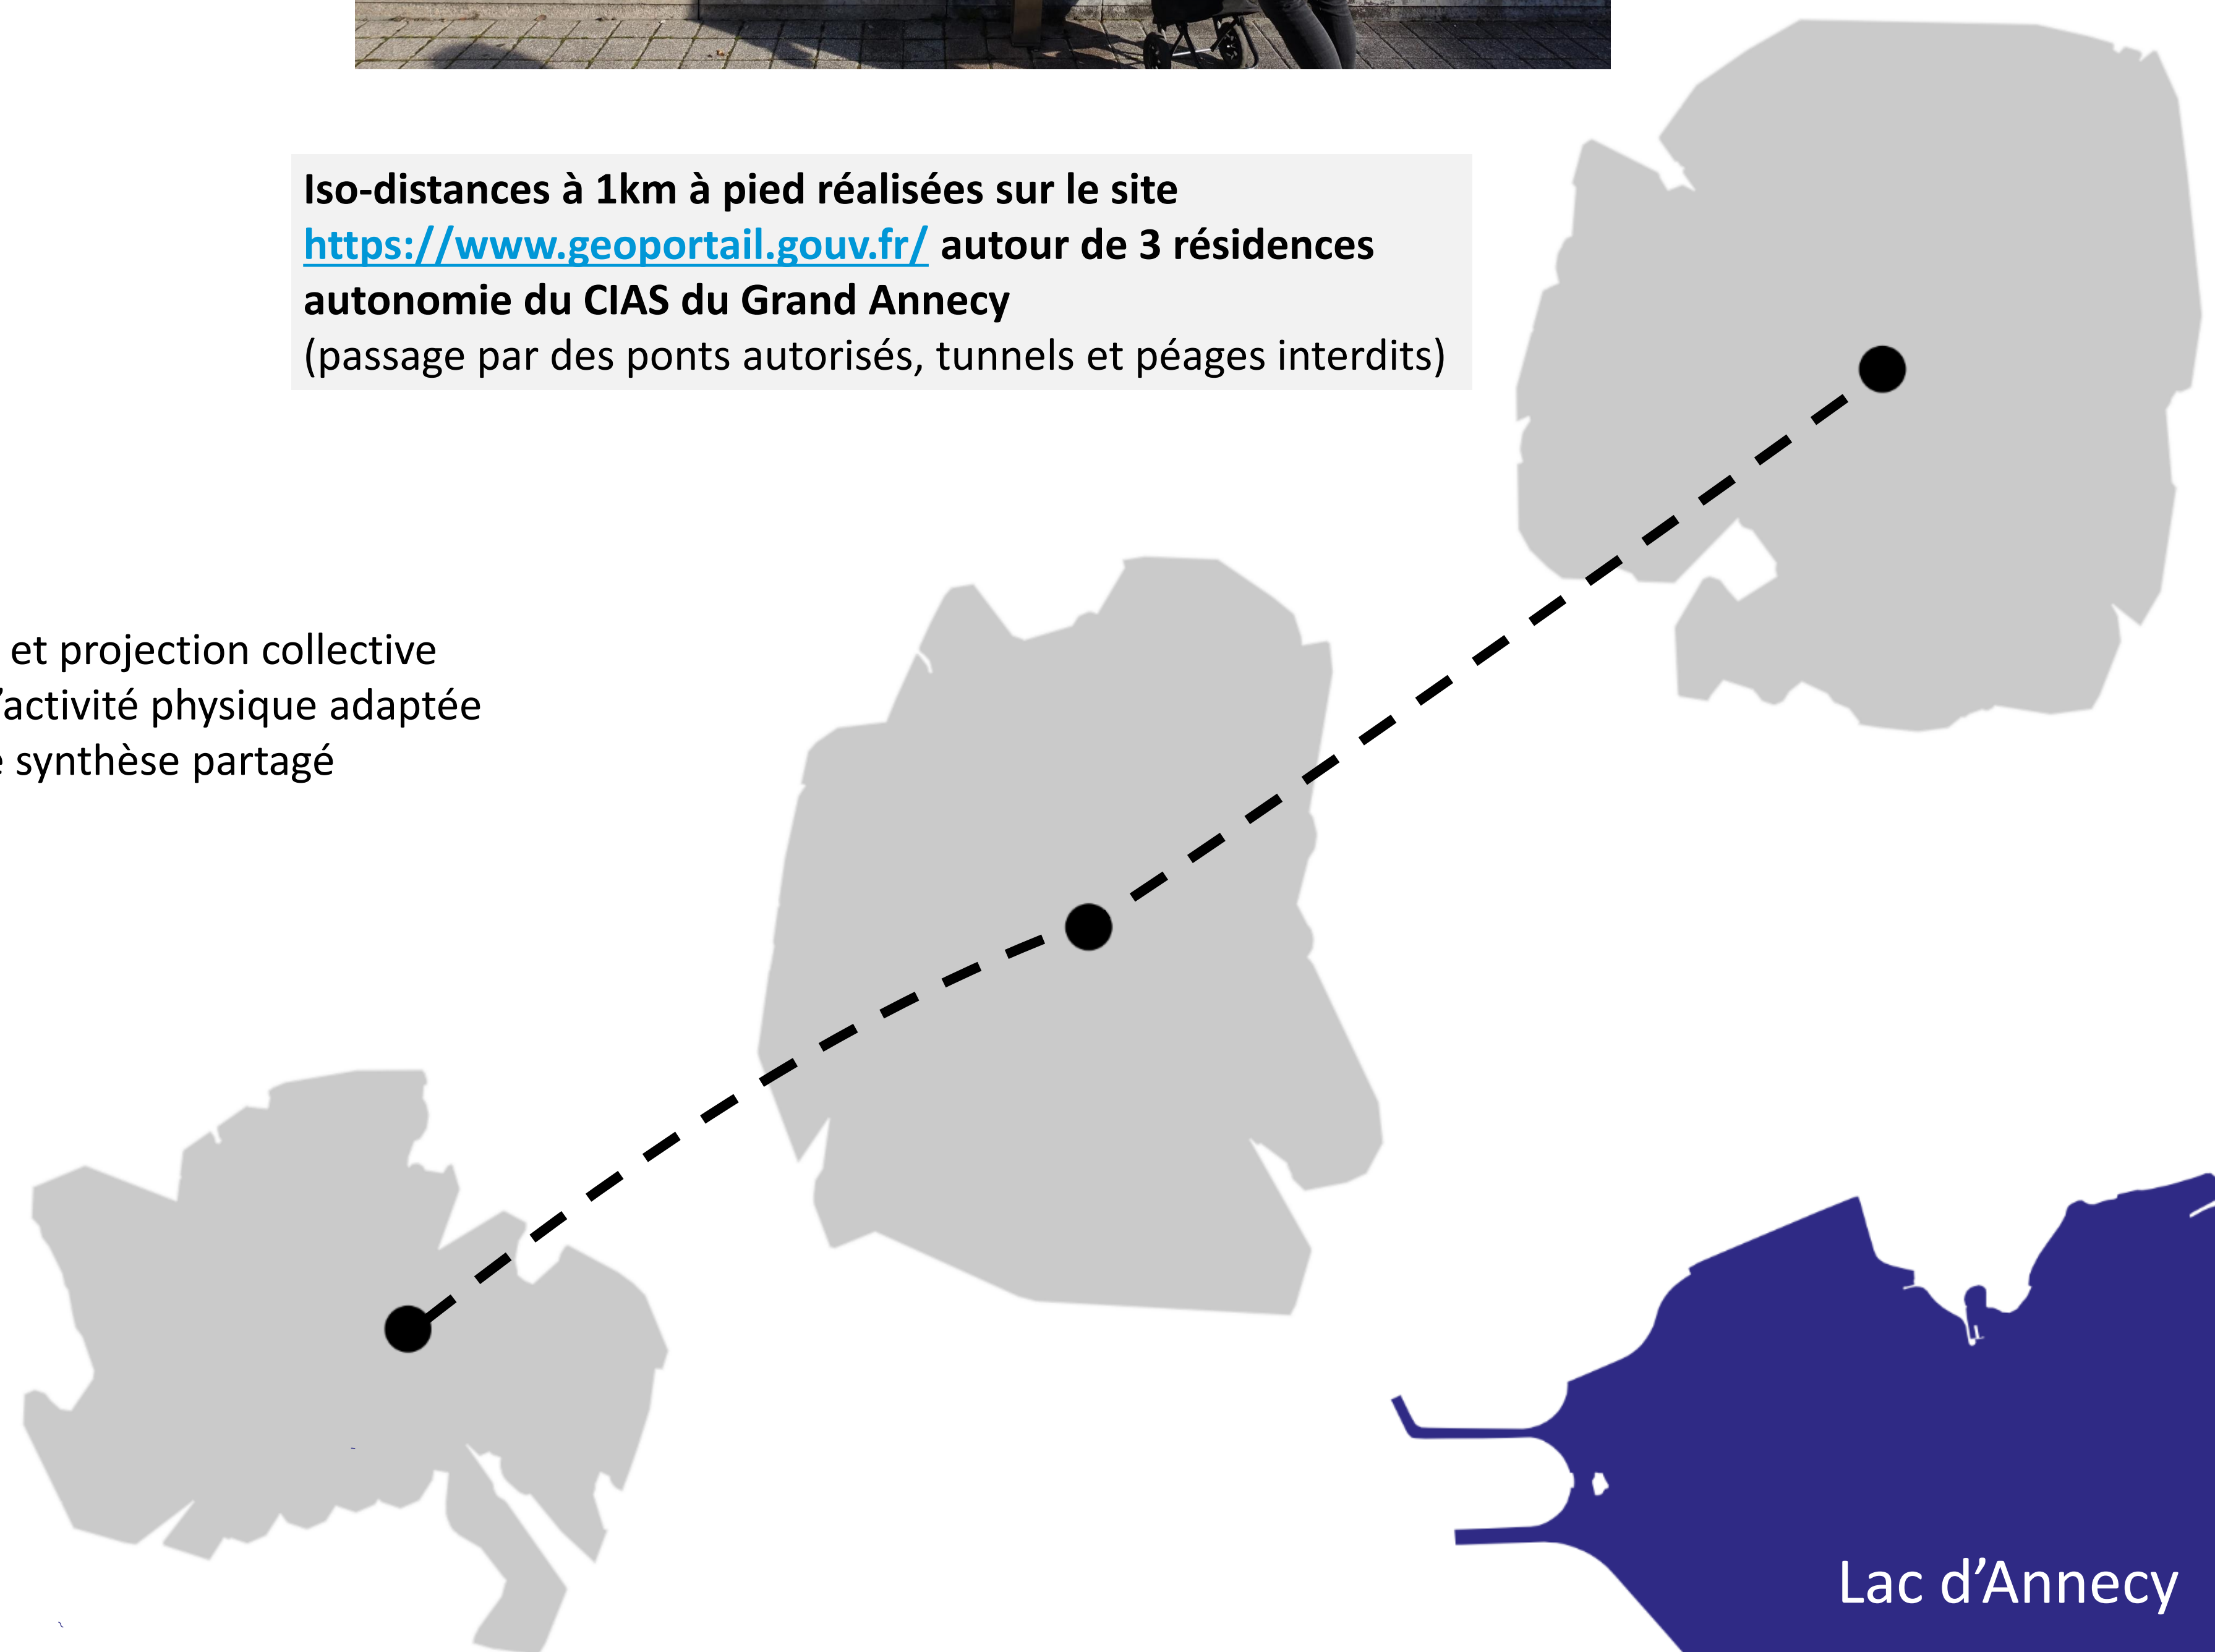 Iso-distances à 1km à pied réalisées sur le site
https://www.geoportail.gouv.fr/ autour de 3 résidences
autonomie du CIAS du Grand Annecy
(passage par des ponts autorisés, tunnels et péages interdits)
et projection collective
'activité physique adaptée
synthèse partagé
Lac d'Annecy